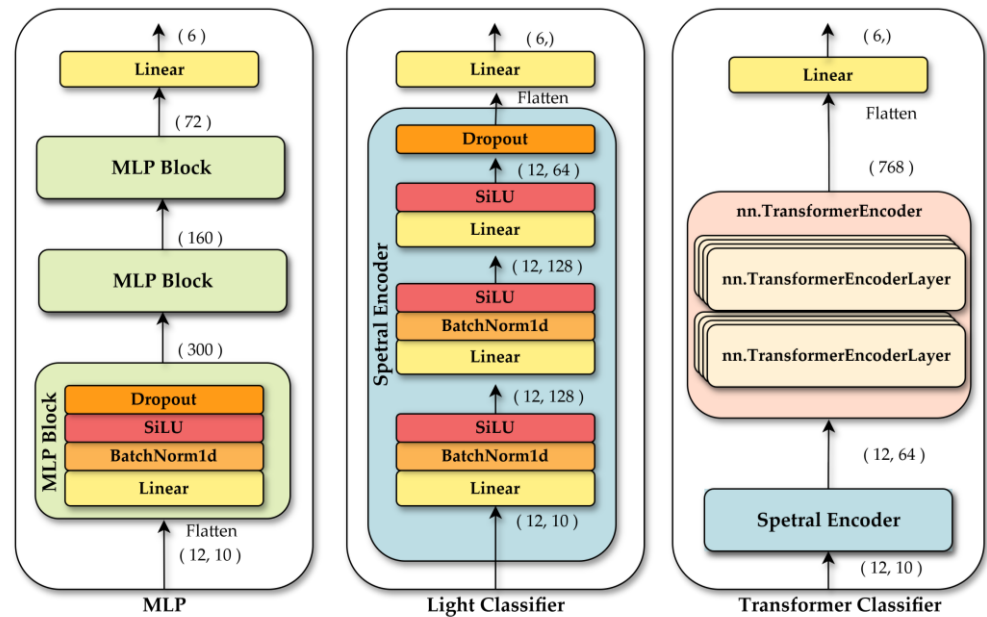 ( 6 )
Linear
( 72 )
MLP Block
( 160 )
MLP Block
( 300 )
MLP Block
Dropout
SiLU
BatchNorm1d
Linear
Flatten
( 12, 10 )
MLP
( 6,)
Linear
Flatten
Spetral Encoder
Dropout
( 12, 64 )
SiLU
Linear
( 12, 128 )
SiLU
BatchNorm1d
Linear
( 12, 128 )
SiLU
BatchNorm1d
Linear
( 12, 10 )
Light Classifier
( 6,)
Linear
Flatten
( 768 )
nn.TransformerEncoder
nn.TransformerEncoderLayer
nn.TransformerEncoderLayer
( 12, 64 )
Spetral Encoder
( 12, 10 )
Transformer Classifier